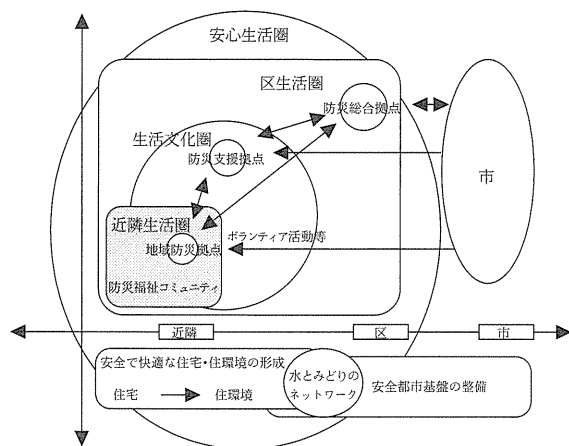 安心生活圏
区生活圏
防災総合拠点
生活文化圏
防災支援拠点
市
近隣生活圏
ボランティア活動等
地域防災拠点
防災福祉コミュニティ
近隣
区
市
安全で快適な住宅・住環境の形成
住宅
住環境
水とみどりの
ネットワーク
安全都市基盤の整備